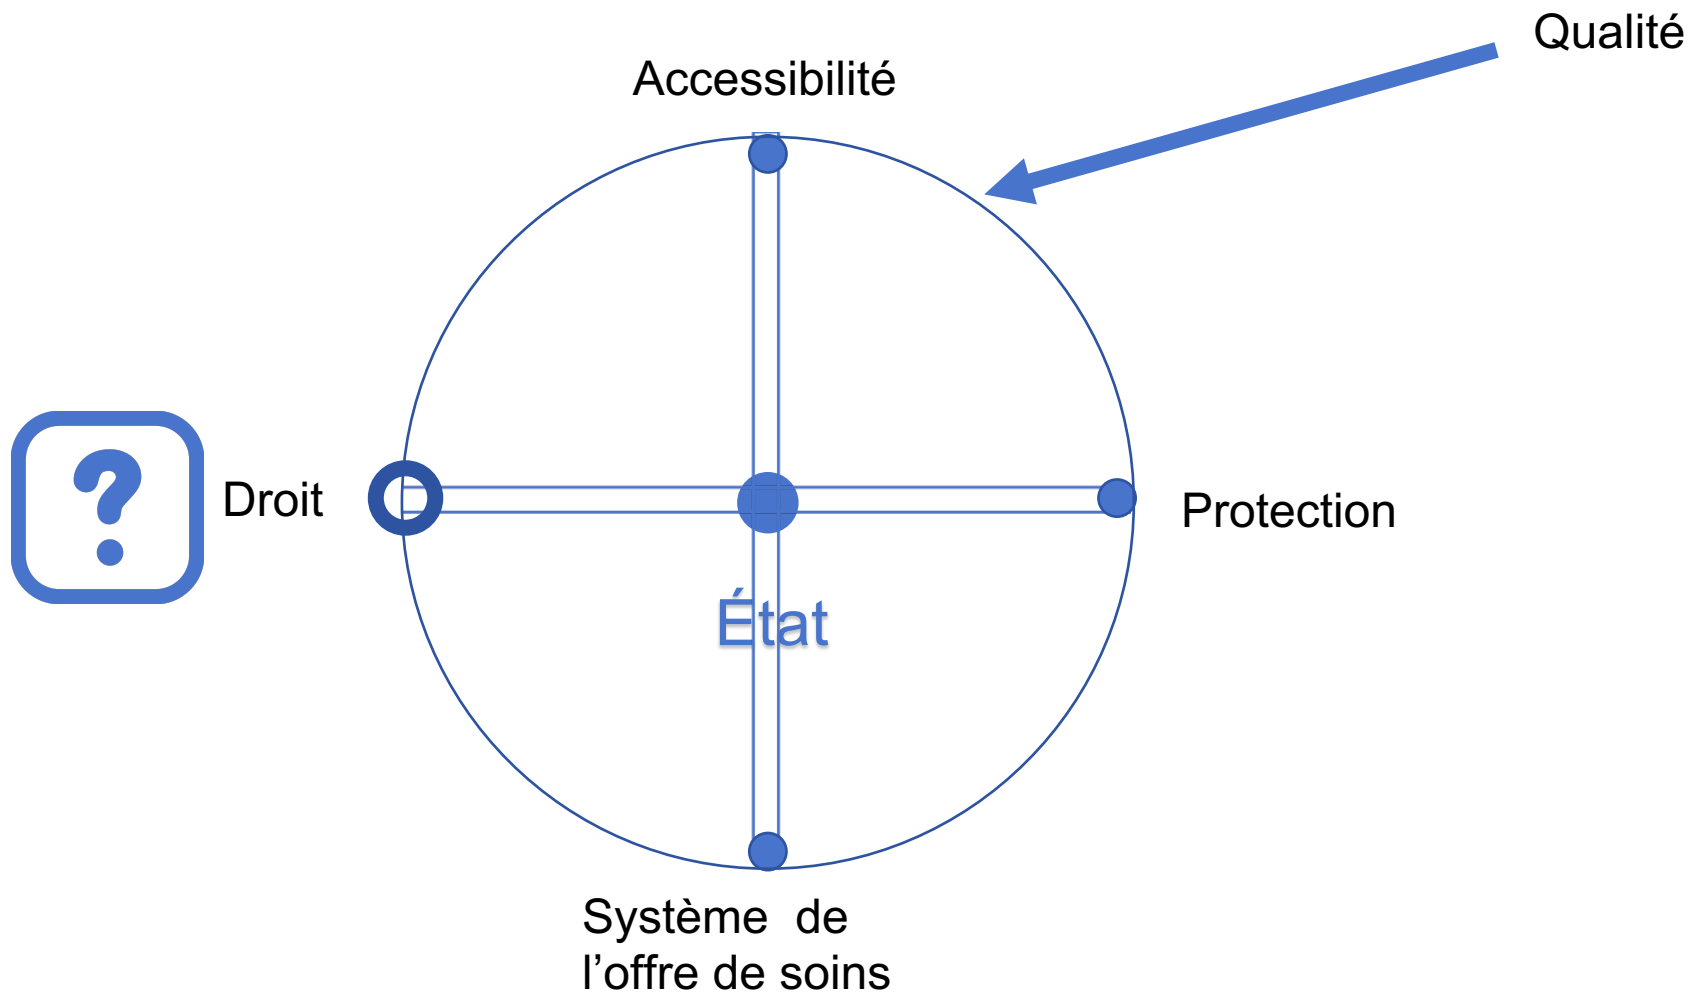 Qualité
Accessibilité
?
Droit
Protection
État
Système de
l’offre de soins